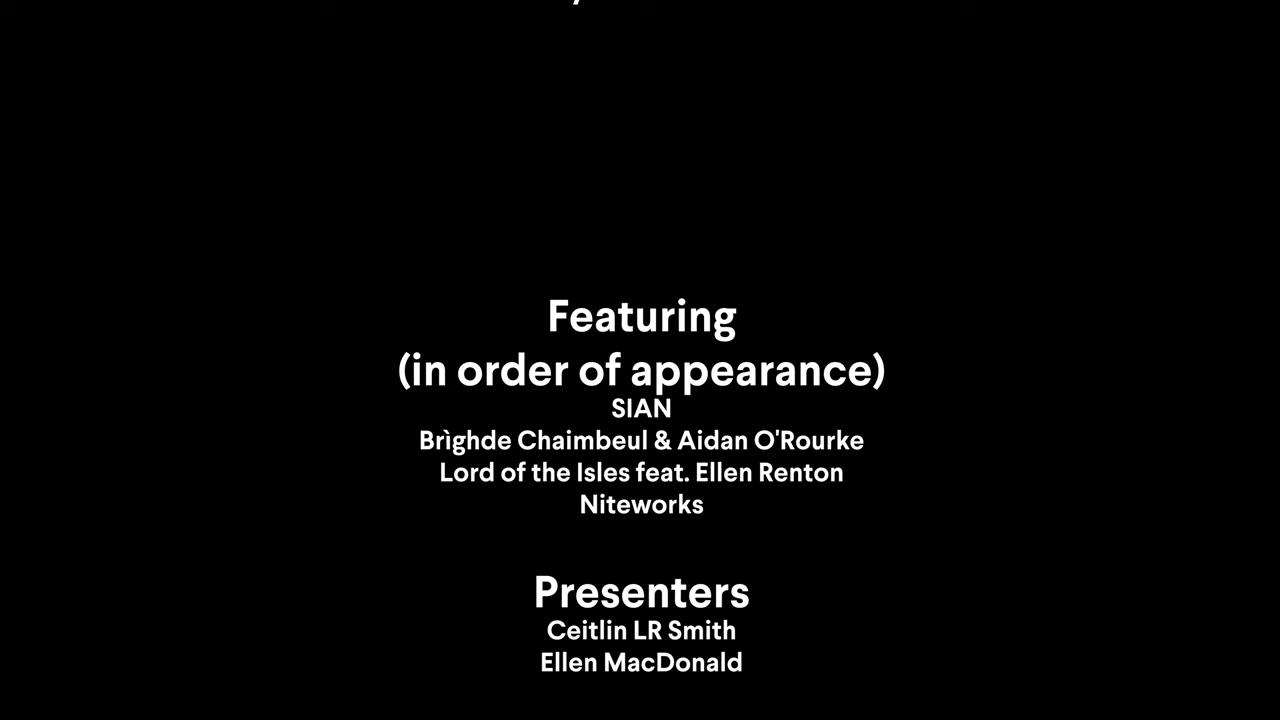 Featuring
(in order of appearance)
SIAN
Brìghde Chaimbeul & Aidan O'Rourke
Lord of the Isles feat. Ellen Renton
Niteworks
Presenters
Ceitlin LR Smith
Ellen MacDonald